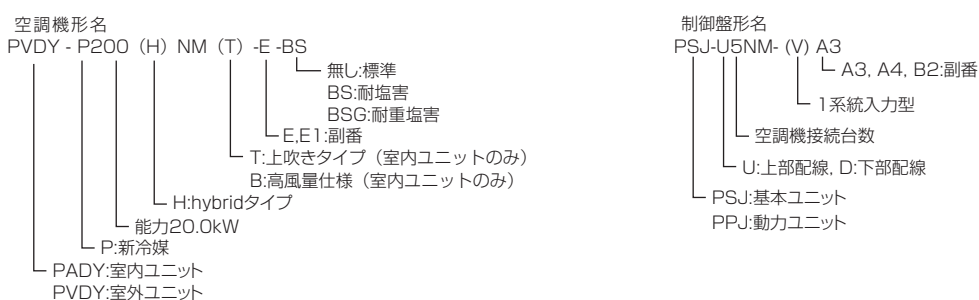 空調機形名
PVDY - P200 (H) NM (T) -E -BS
無し:標準
BS:耐塩害
BSG:耐重塩害
E,E1:副番
T:上吹きタイプ（室内ユニットのみ）
B:高風量仕様（室内ユニットのみ）
H:hybridタイプ
能力20.0kW
P:新冷媒
PADY:室内ユニット
PVDY:室外ユニット
制御盤形名
PSJ-U5NM- (V) A3
A3, A4, B2:副番
1系統入力型
空調機接続台数
U:上部配線, D:下部配線
PSJ:基本ユニット
PPJ:動力ユニット